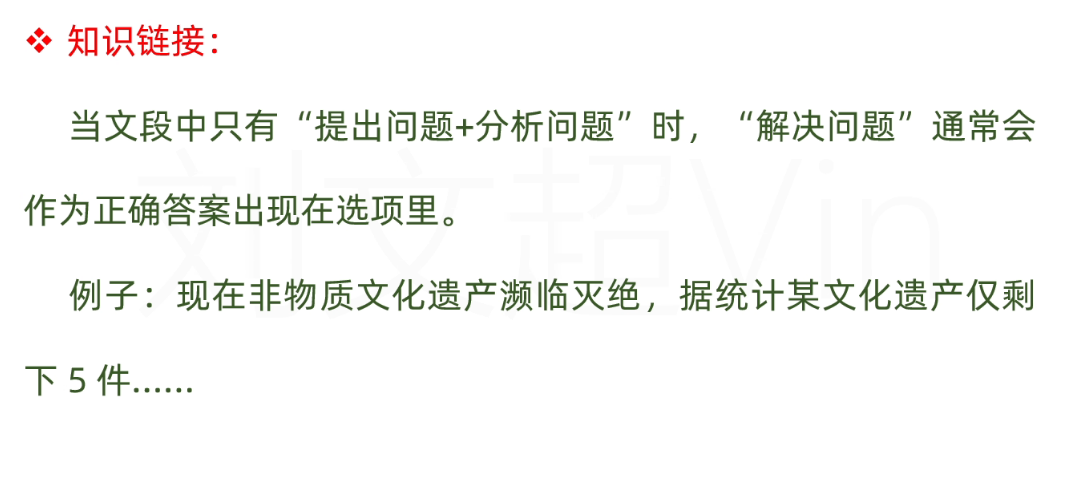 ❖ 知识链接：
当文段中只有“提出问题+分析问题”时，“解决问题”通常会
作为正确答案出现在选项里。
例子：现在非物质文化遗产濒临灭绝，据统计某文化遗产仅剩
下 5 件......
刘文超Vin